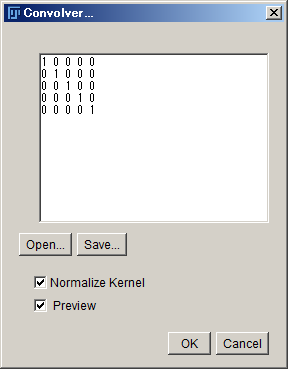 Convolver...
1 0 0 0 0
0 1 0 0 0
0 0 1 0 0
0 0 0 1 0
0 0 0 0 1
Open... Save...
Normalize Kernel
Preview
OK Cancel